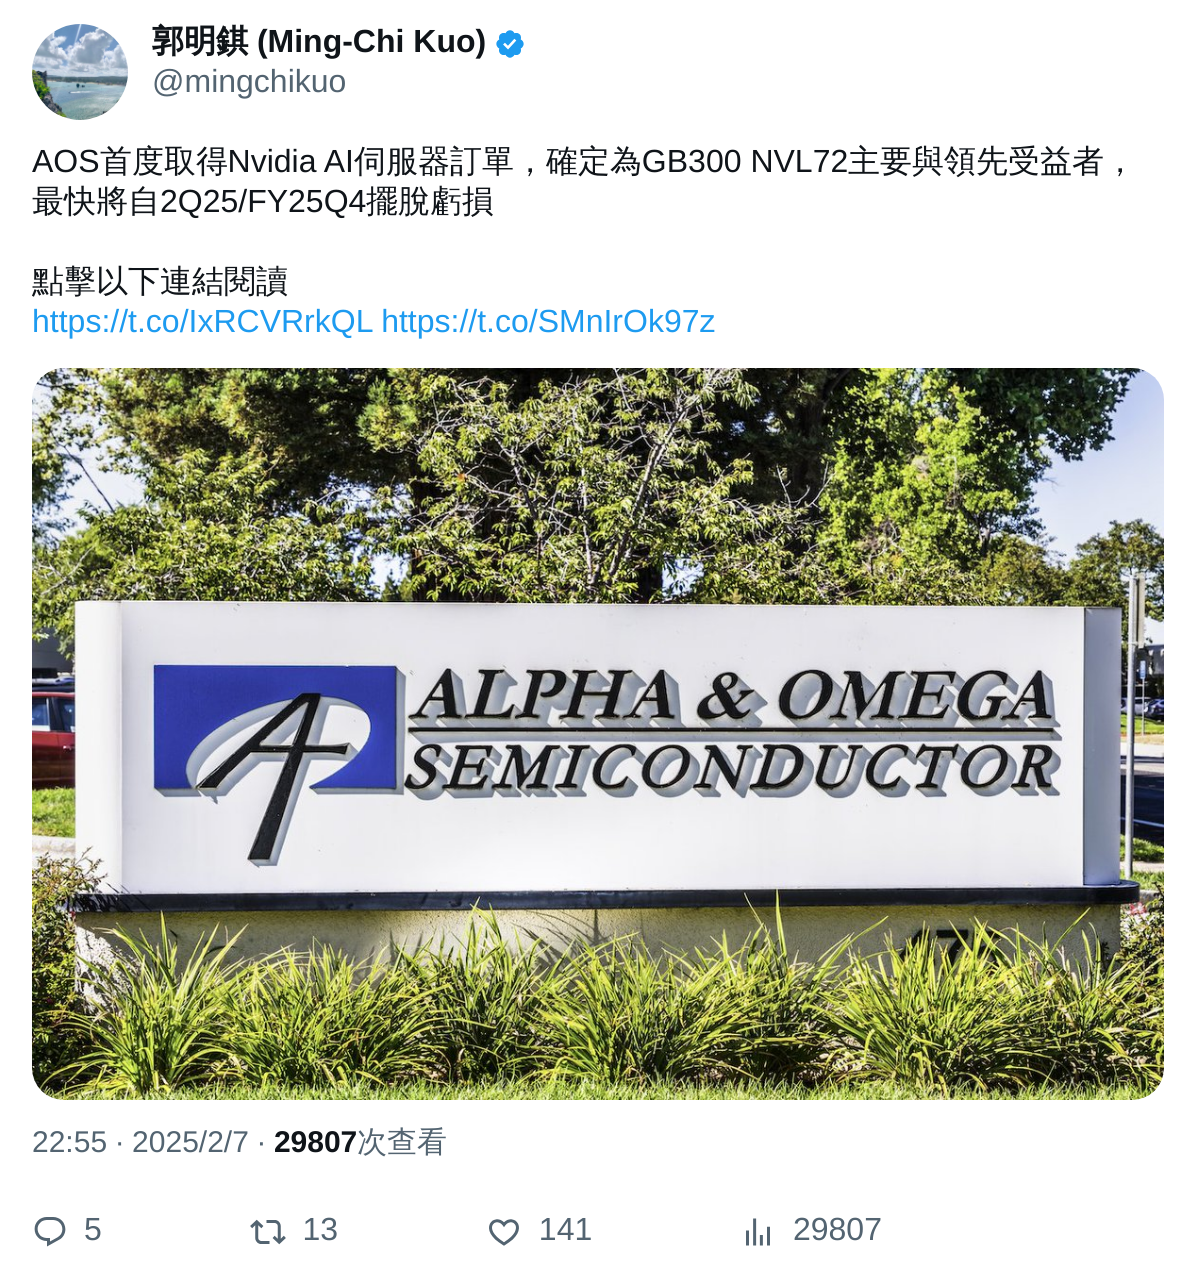 郭明錤 (Ming-Chi Kuo)
@mingchikuo
AOS首度取得Nvidia AI伺服器訂單，確定為GB300 NVL72主要與領先受益者，
最快將自2Q25/FY25Q4擺脫虧損
點擊以下連結閱讀
https://t.co/IxRCVRrkQL https://t.co/SMnIrOk97z
ALPHA & OMEGA
SEMICONDUCTOR
22:55 · 2025/2/7 · 29807次查看
5 13 141 29807